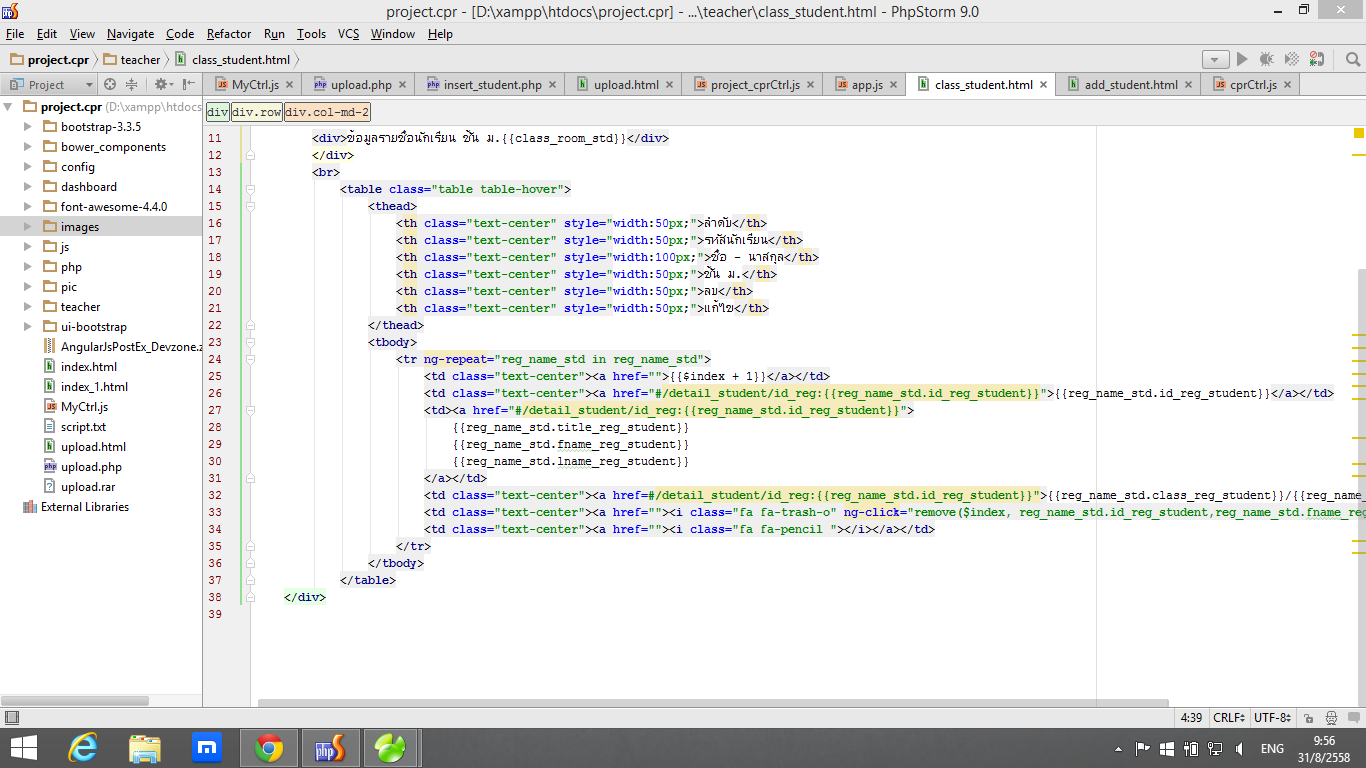 project.cpr - [D:\xampp\htdocs\project.cpr] - ...\teacher\class_student.html - PhpStorm 9.0
File Edit View Navigate Code Refactor Run Tools VCS Window Help
project.cpr teacher class_student.html
Project MyCtrl.js upload.php insert_student.php upload.html project_cprCtrl.js app.js class_student.html add_student.html cprCtrl.js
project.cpr (D:\xampp\htdocs
bootstrap-3.3.5
bower_components
config
dashboard
font-awesome-4.4.0
images
js
php
pic
teacher
ui-bootstrap
AngularJsPostEx_Devzone.z
index.html
index_1.html
MyCtrl.js
script.txt
upload.html
upload.php
upload.rar
External Libraries
div div.row div.col-md-2
11 <div>ข้อมูลรายชื่อนักเรียน ชั้น ม.{{class_room_std}}</div>
12 </div>
13 <br>
14 <table class="table table-hover">
15 <thead>
16 <th class="text-center" style="width:50px;">ลำดับ</th>
17 <th class="text-center" style="width:50px;">รหัสนักเรียน</th>
18 <th class="text-center" style="width:100px;">ชื่อ - นาสกุล</th>
19 <th class="text-center" style="width:50px;">ชั้น ม.</th>
20 <th class="text-center" style="width:50px;">ลบ</th>
21 <th class="text-center" style="width:50px;">แก้ไข</th>
22 </thead>
23 <tbody>
24 <tr ng-repeat="reg_name_std in reg_name_std">
25 <td class="text-center"><a href="">{{$index + 1}}</a></td>
26 <td class="text-center"><a href="#/detail_student/id_reg:{{reg_name_std.id_reg_student}}">{{reg_name_std.id_reg_student}}</a></td>
27 <td><a href="#/detail_student/id_reg:{{reg_name_std.id_reg_student}}">
28 {{reg_name_std.title_reg_student}}
29 {{reg_name_std.fname_reg_student}}
30 {{reg_name_std.lname_reg_student}}
31 </a></td>
32 <td class="text-center"><a href=#/detail_student/id_reg:{{reg_name_std.id_reg_student}}">{{reg_name_std.class_reg_student}}/{{reg_name_
33 <td class="text-center"><a href=""><i class="fa fa-trash-o" ng-click="remove($index, reg_name_std.id_reg_student,reg_name_std.fname_reg
34 <td class="text-center"><a href=""><i class="fa fa-pencil "></i></a></td>
35 </tr>
36 </tbody>
37 </table>
38 </div>
39
4:39 CRLF UTF-8
ENG 9:56
31/8/2558